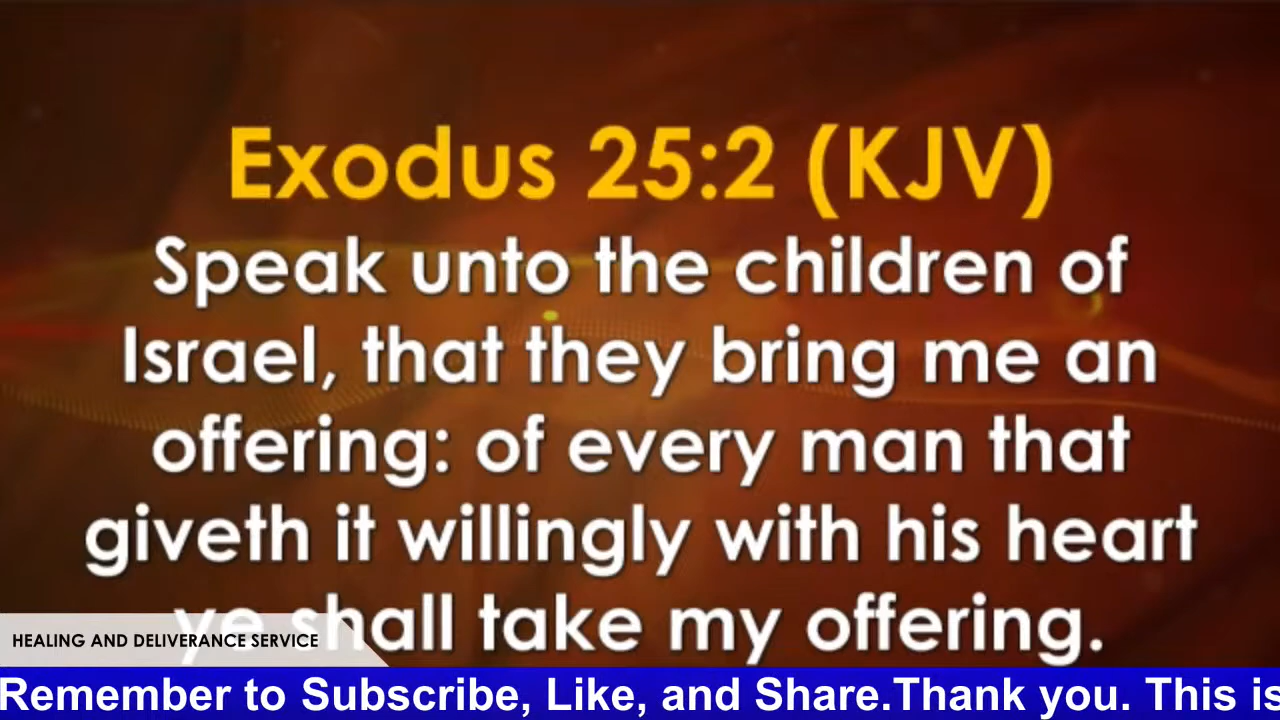 Exodus 25:2 (KJV)
Speak unto the children of
Israel, that they bring me an
offering: of every man that
giveth it willingly with his heart
ye shall take my offering.
HEALING AND DELIVERANCE SERVICE
Remember to Subscribe, Like, and Share.Thank you. This is